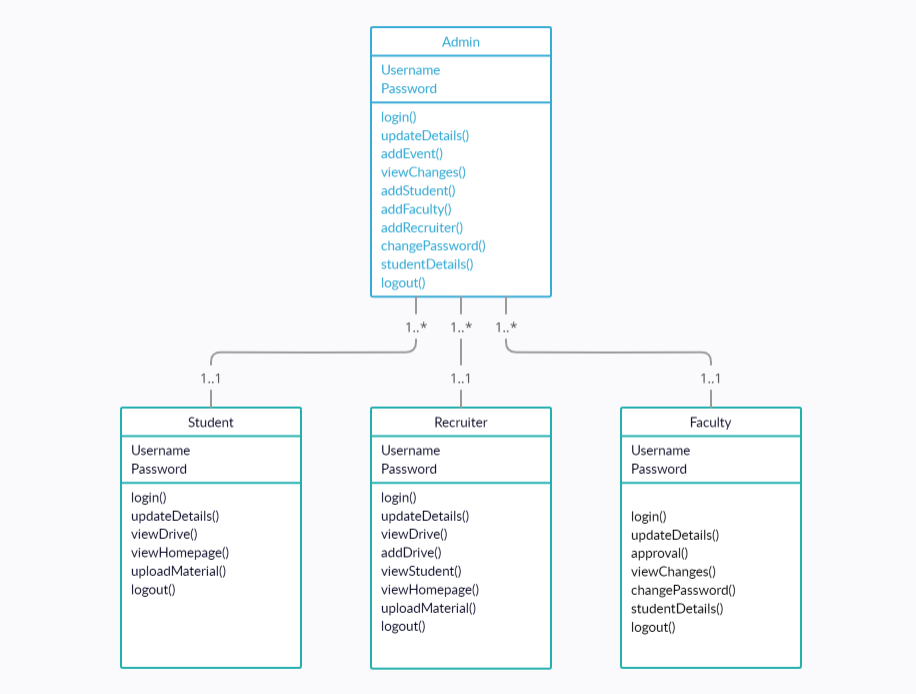 Admin
Username
Password
login()
updateDetails()
addEvent()
viewChanges()
addStudent()
addFaculty()
addRecruiter()
changePassword()
studentDetails()
logout()
1..* 1..* 1..*
1..1 1..1 1..1
Student
Username
Password
login()
updateDetails()
viewDrive()
viewHomepage()
uploadMaterial()
logout()
Recruiter
Username
Password
login()
updateDetails()
viewDrive()
addDrive()
viewStudent()
viewHomepage()
uploadMaterial()
logout()
Faculty
Username
Password
login()
updateDetails()
approval()
viewChanges()
changePassword()
studentDetails()
logout()